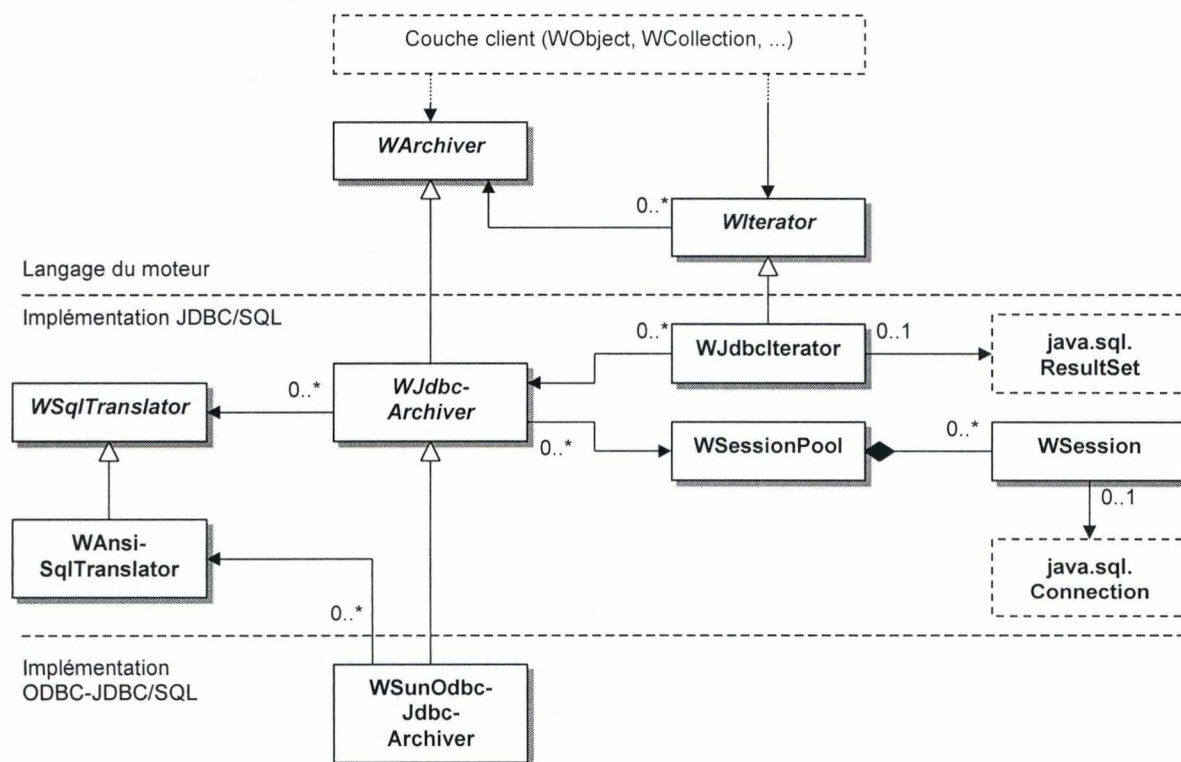 Couche client (WObject, WCollection, ...)
WArchiver
0..*
WIterator
Langage du moteur
Implémentation JDBC/SQL
0..*
WJdbcIterator
0..1
java.sql.
ResultSet
WSqlTranslator
0..*
WJdbc-
Archiver
0..*
WSessionPool
0..*
WSession
0..1
WAnsi-
SqlTranslator
java.sql.
Connection
0..*
Implémentation
ODBC-JDBC/SQL
WSunOdbc-
Jdbc-
Archiver